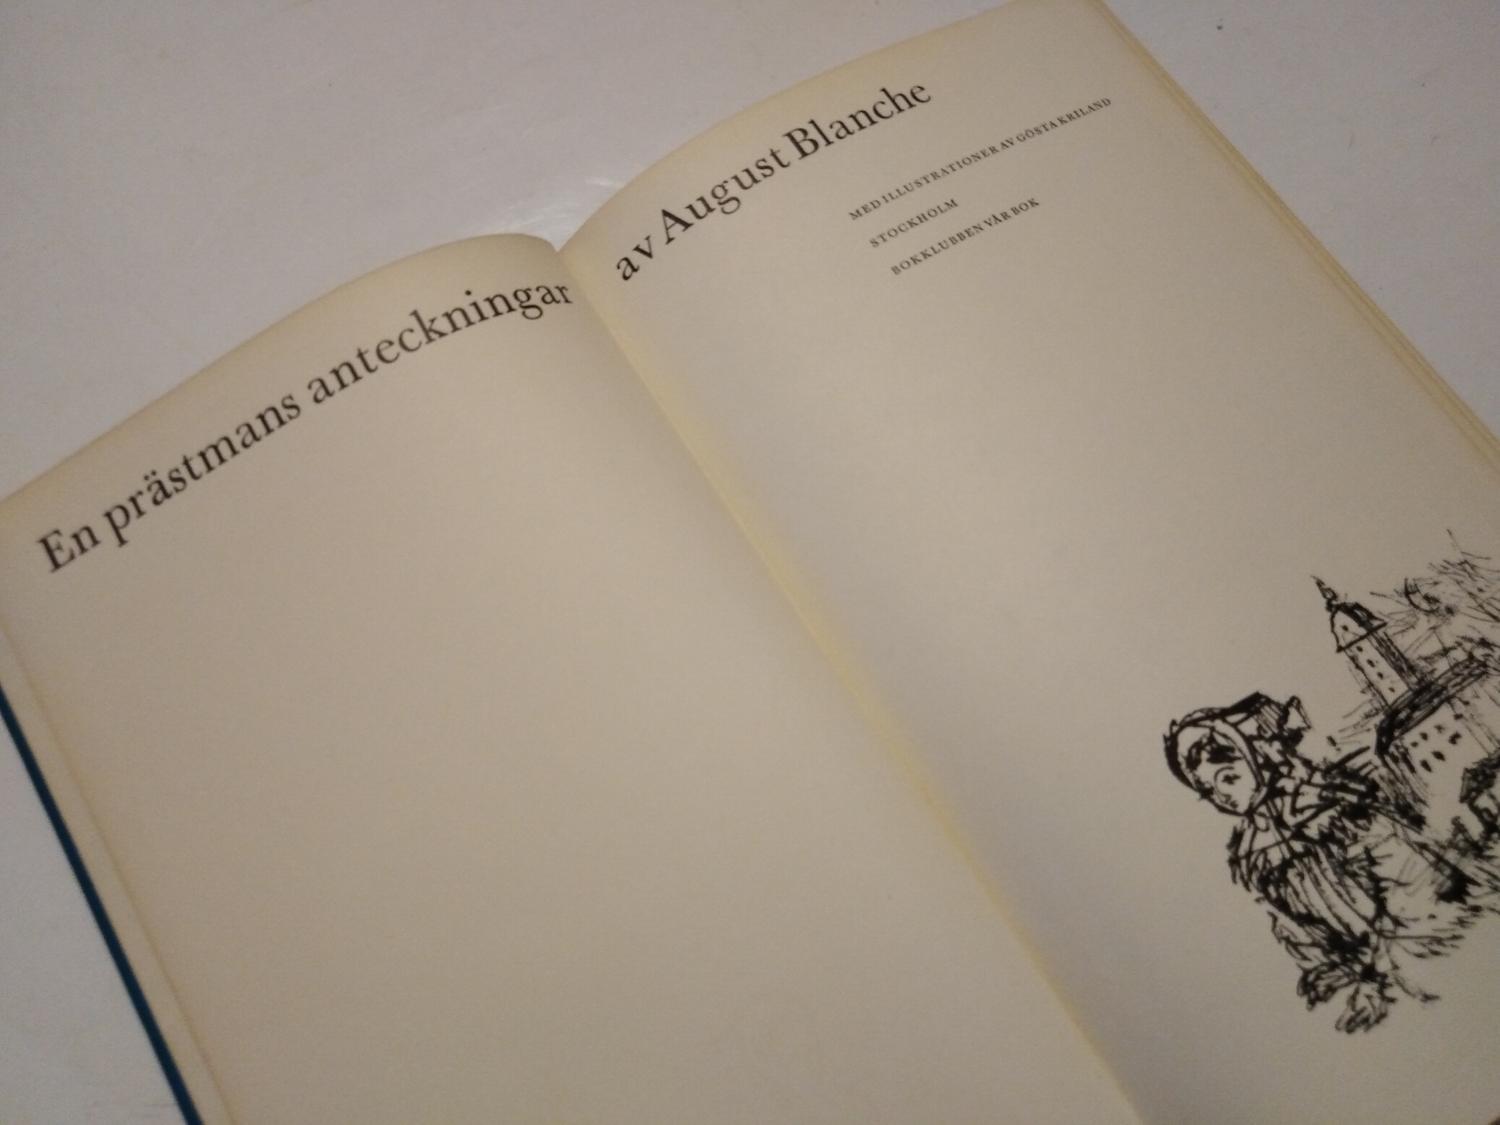 En prästmans anteckningar av August Blanche
MED ILLUSTRATIONER AV GÖSTA KRILAND
STOCKHOLM
BOKKLUBBEN VÅR BOK